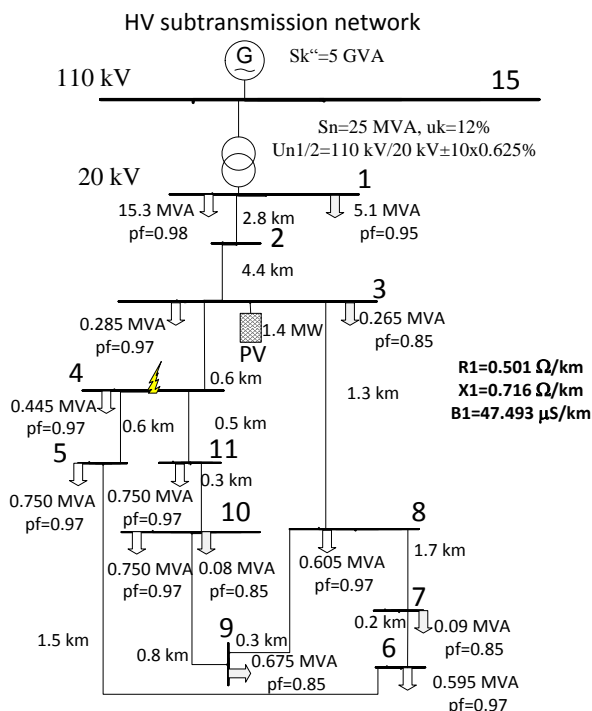 HV subtransmission network
G
Sk“=5 GVA
110 kV
15
Sn=25 MVA, uk=12%
Un1/2=110 kV/20 kV±10x0.625%
20 kV
1
15.3 MVA
pf=0.98
2.8 km
5.1 MVA
pf=0.95
2
4.4 km
3
0.285 MVA
pf=0.97
1.4 MW
PV
0.265 MVA
pf=0.85
R1=0.501 Ω/km
X1=0.716 Ω/km
B1=47.493 µS/km
4
0.6 km
1.3 km
0.445 MVA
pf=0.97
0.6 km
0.5 km
5
11
0.750 MVA
pf=0.97
0.750 MVA
pf=0.97
0.3 km
10
8
0.750 MVA
pf=0.97
0.08 MVA
pf=0.85
0.605 MVA
pf=0.97
1.7 km
7
1.5 km
0.8 km
9
0.3 km
0.2 km
0.09 MVA
pf=0.85
6
0.675 MVA
pf=0.85
0.595 MVA
pf=0.97